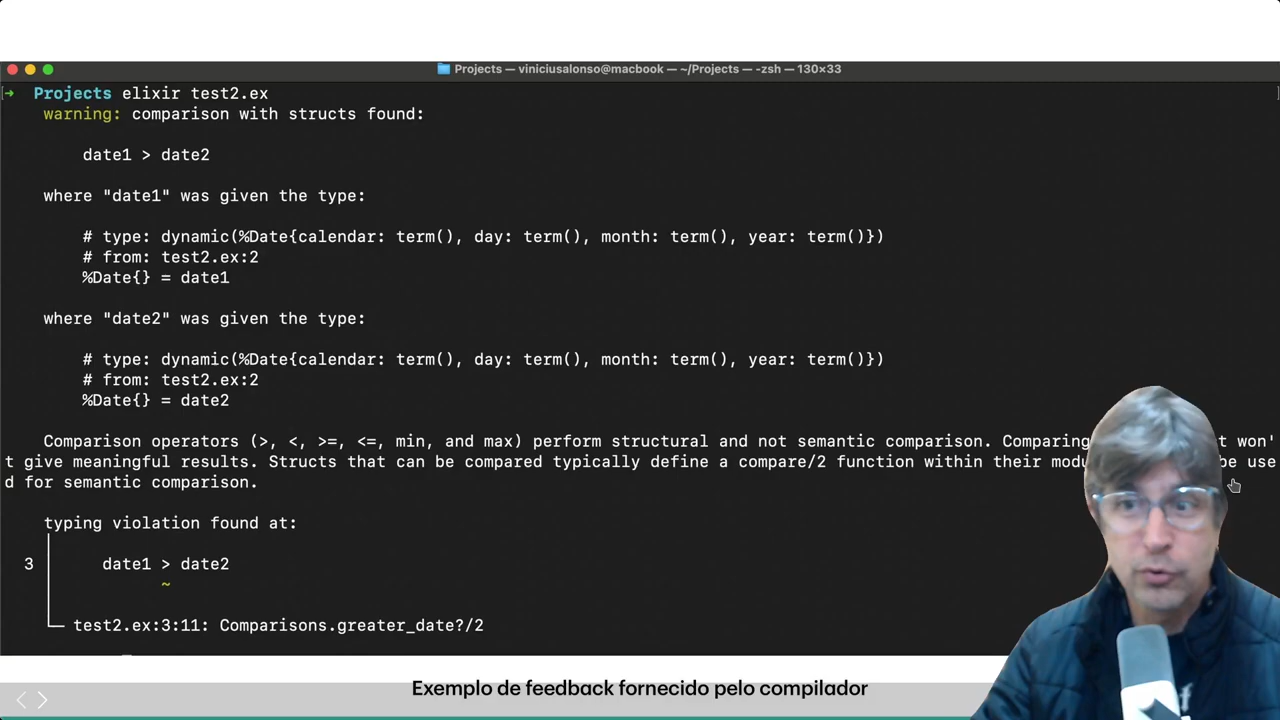 Projects — viniciusalonso@macbook — ~/Projects — -zsh — 130×33
→ Projects elixir test2.ex
warning: comparison with structs found:
date1 > date2
where "date1" was given the type:
# type: dynamic(%Date{calendar: term(), day: term(), month: term(), year: term()})
# from: test2.ex:2
%Date{} = date1
where "date2" was given the type:
# type: dynamic(%Date{calendar: term(), day: term(), month: term(), year: term()})
# from: test2.ex:2
%Date{} = date2
Comparison operators (>, <, >=, <=, min, and max) perform structural and not semantic comparison. Comparing t won'
t give meaningful results. Structs that can be compared typically define a compare/2 function within their modu be use
d for semantic comparison.
typing violation found at:
3 date1 > date2
~
test2.ex:3:11: Comparisons.greater_date?/2
Exemplo de feedback fornecido pelo compilador